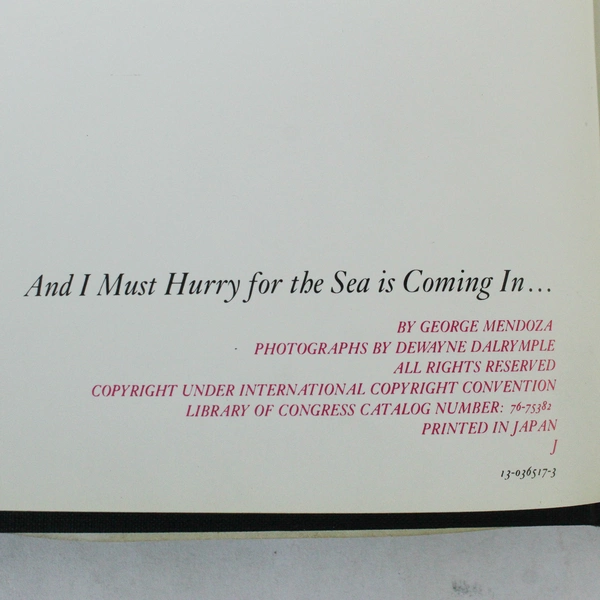 And I Must Hurry for the Sea is Coming In...
BY GEORGE MENDOZA
PHOTOGRAPHS BY DEWAYNE DALRYMPLE
ALL RIGHTS RESERVED
COPYRIGHT UNDER INTERNATIONAL COPYRIGHT CONVENTION
LIBRARY OF CONGRESS CATALOG NUMBER: 76-75382
PRINTED IN JAPAN
J
13-036517-3